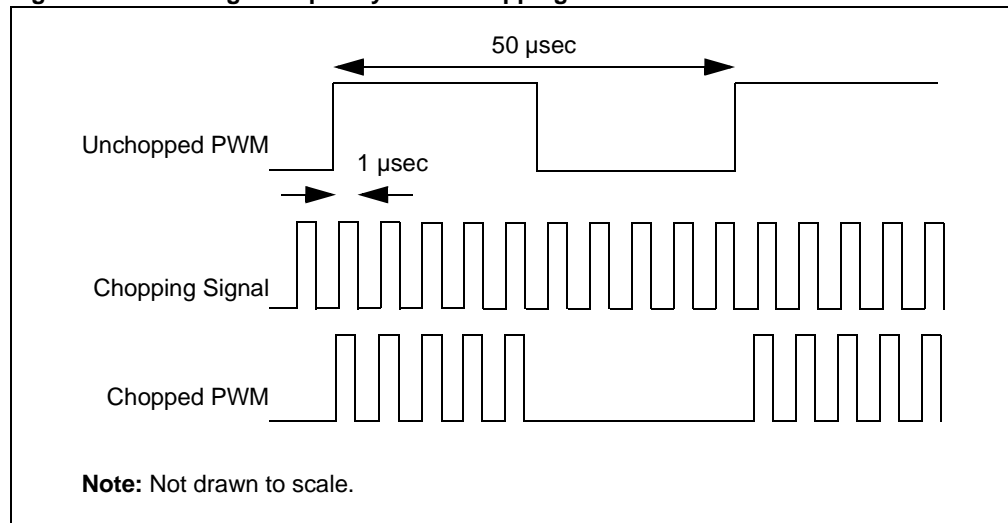 50 µsec
Unchopped PWM
1 µsec
Chopping Signal
Chopped PWM
Note: Not drawn to scale.